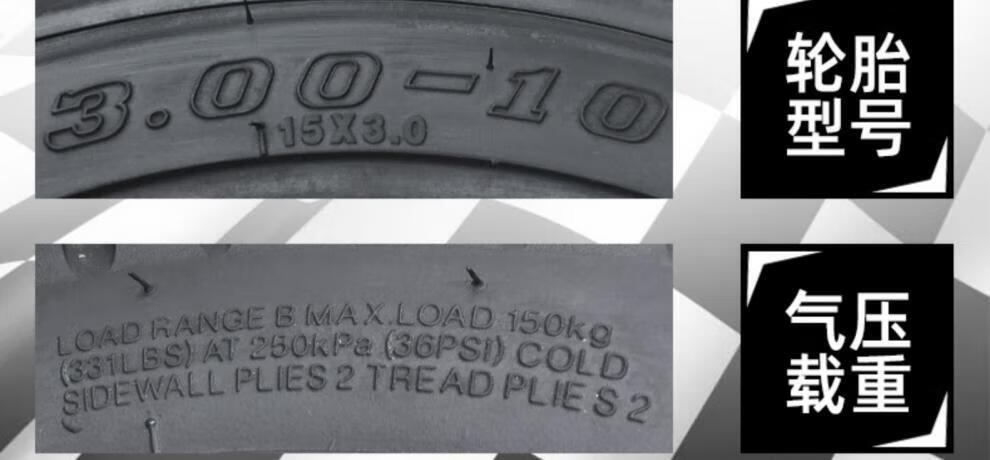 3.00-10
15X3.0
轮胎
型号
LOAD RANGE B MAX.LOAD 150kg
(331LBS) AT 250kPa (36PSI) COLD
SIDEWALL PLIES 2 TREAD PLIES 2
气压
载重